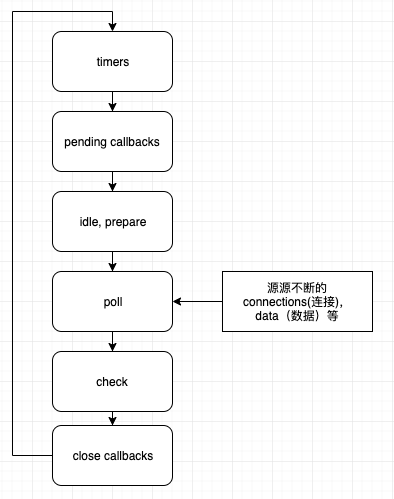 timers
pending callbacks
idle, prepare
poll
源源不断的
connections(连接),
data（数据）等
check
close callbacks